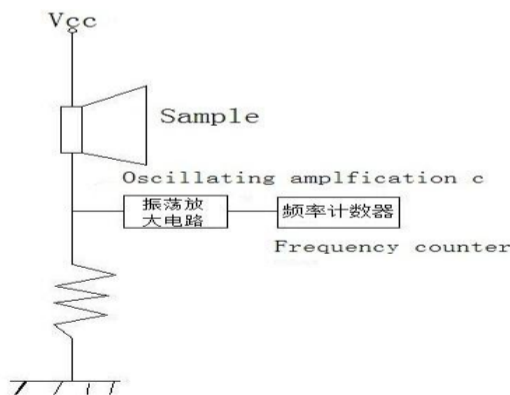 Vcc
Sample
Oscillating amplfication c
振荡放
大电路
频率计数器
Frequency counter